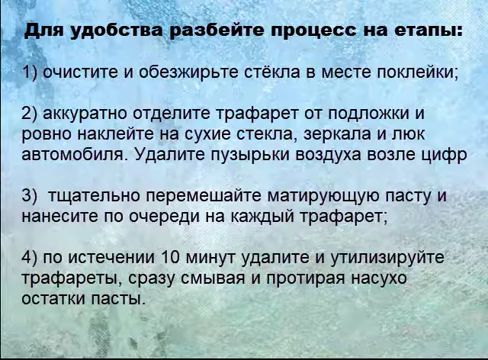 Для удобства разбейте процесс на етапы:
1) очистите и обезжирьте стёкла в месте поклейки;
2) аккуратно отделите трафарет от подложки и
ровно наклейте на сухие стекла, зеркала и люк
автомобиля. Удалите пузырьки воздуха возле цифр
3) тщательно перемешайте матирующую пасту и
нанесите по очереди на каждый трафарет;
4) по истечении 10 минут удалите и утилизируйте
трафареты, сразу смывая и протирая насухо
остатки пасты.